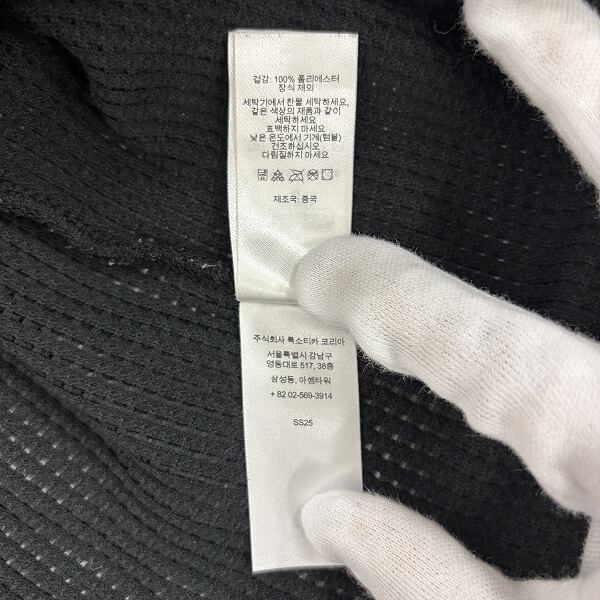 겉감: 100% 폴리에스터
장식 제외
세탁기에서 찬물 세탁하세요,
같은 색상의 제품과 같이
세탁하세요
표백하지 마세요
낮은 온도에서 기계(텀블)
건조하십시오
다림질하지 마세요
제조국: 중국
주식회사 룩소티카 코리아
서울특별시 강남구
영동대로 517, 38층
삼성동, 아셈타워
+ 82 02-569-3914
SS25